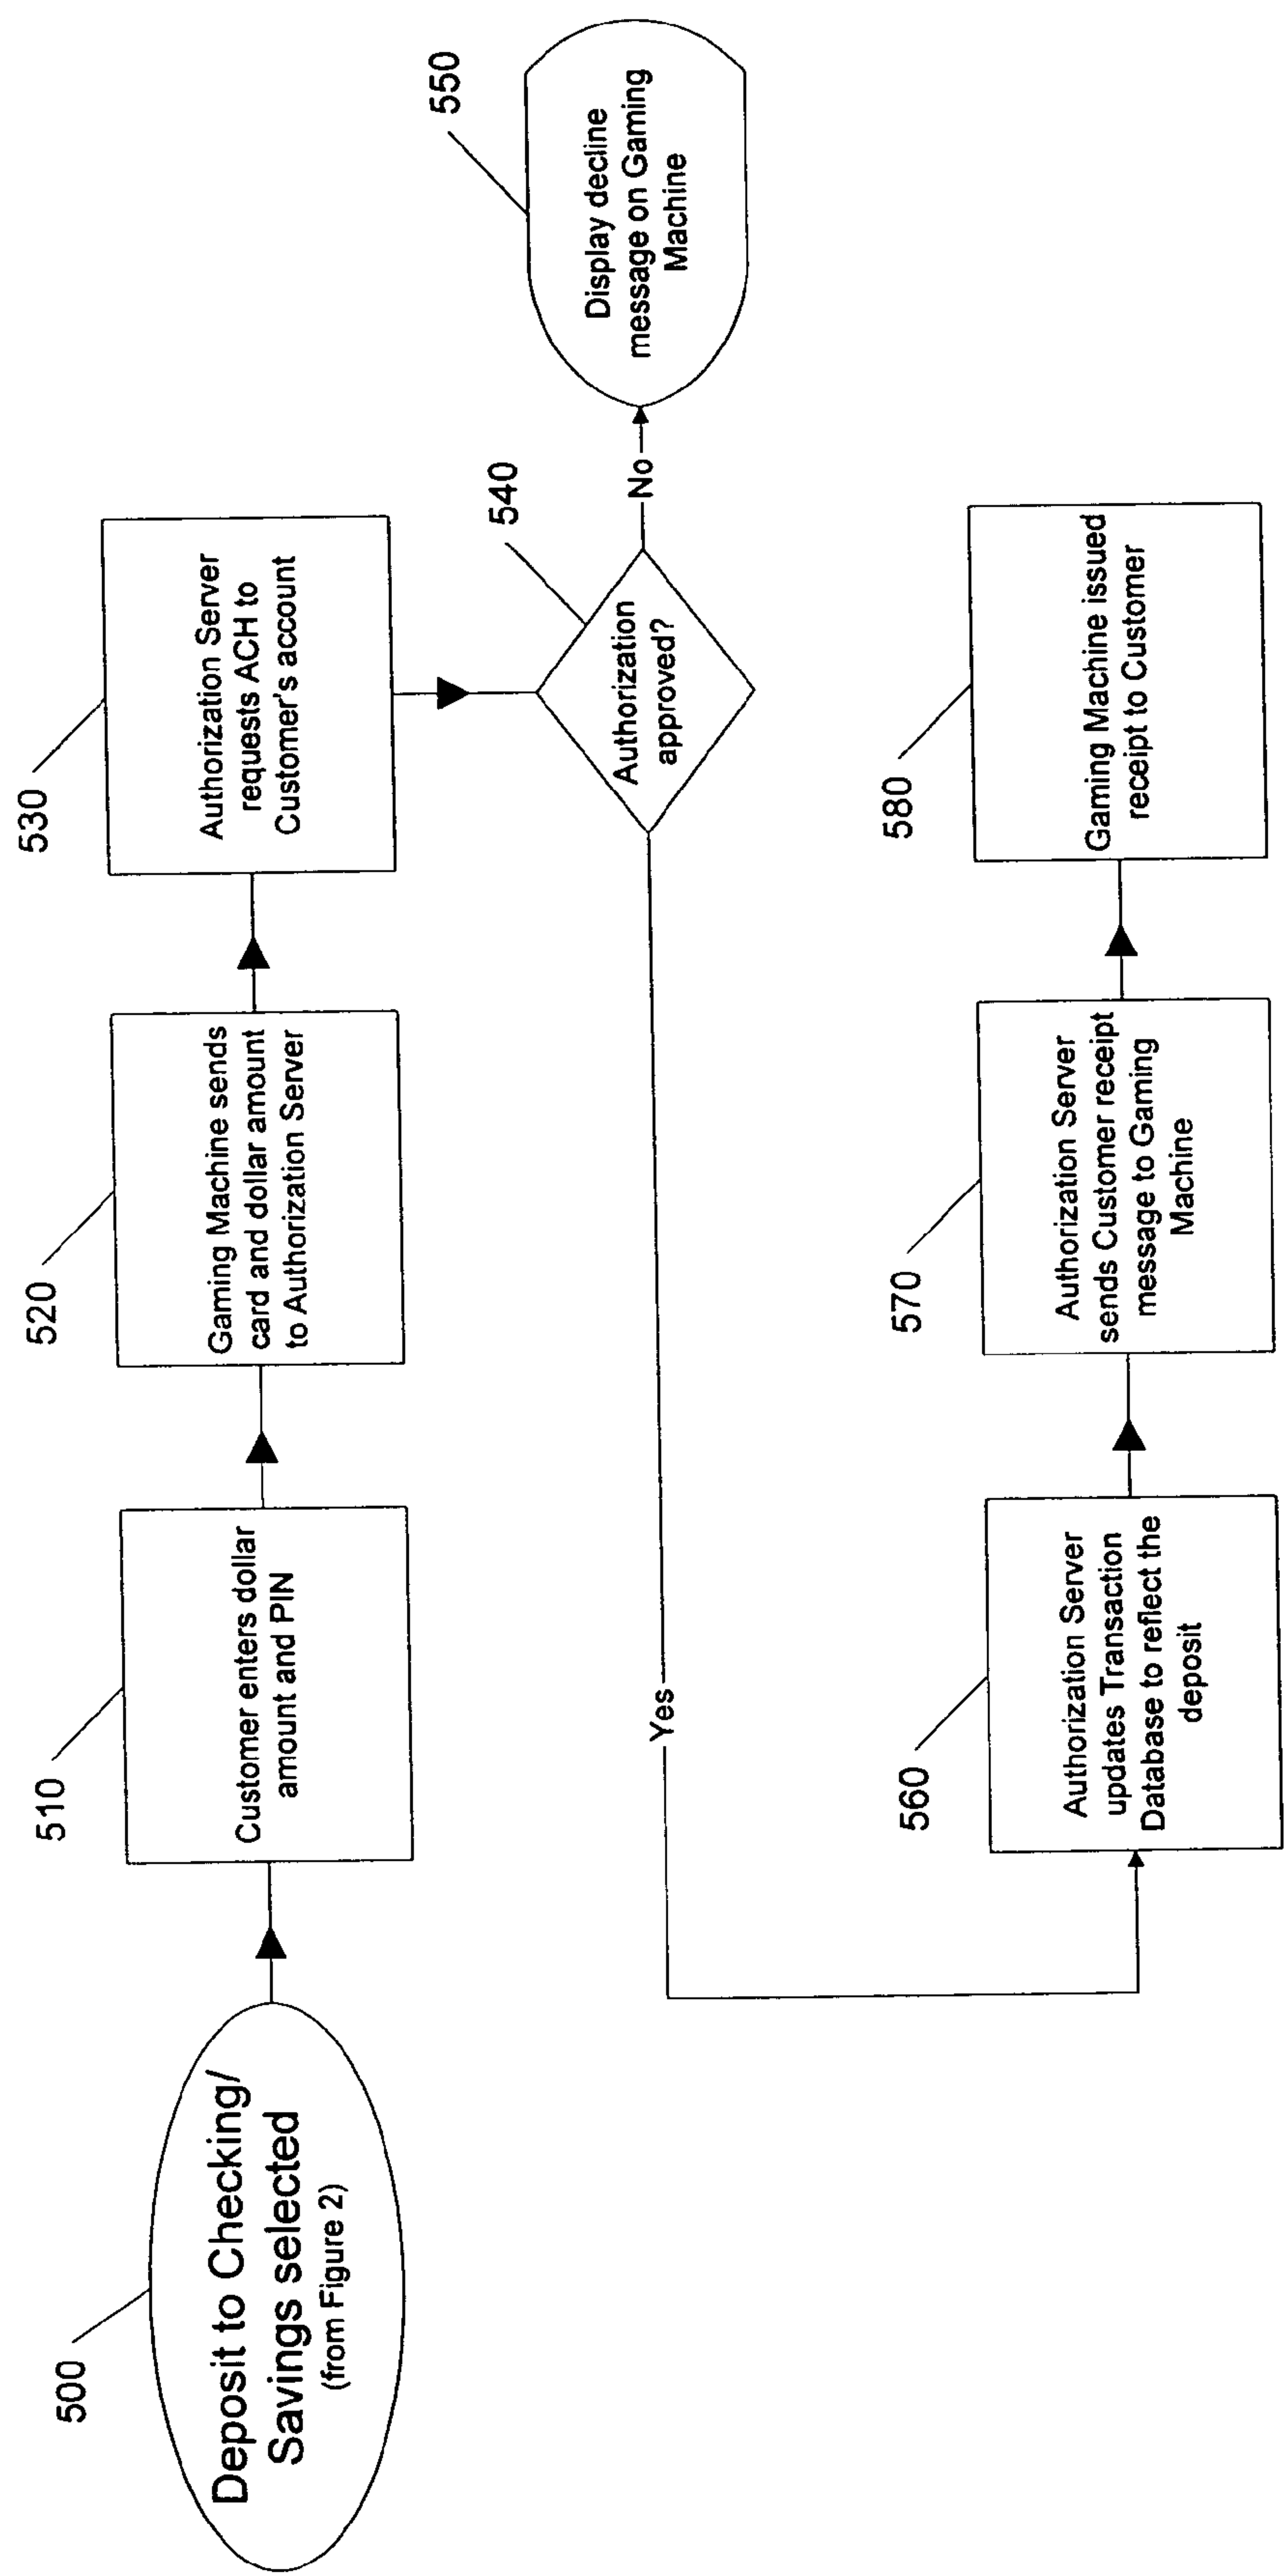 500
Deposit to Checking/
Savings selected
(from Figure 2)
510
Customer enters dollar
amount and PIN
520
Gaming Machine sends
card and dollar amount
to Authorization Server
530
Authorization Server
requests ACH to
Customer's account
540
Authorization
approved?
No
550
Display decline
message on Gaming
Machine
Yes
560
Authorization Server
updates Transaction
Database to reflect the
deposit
570
Authorization Server
sends Customer receipt
message to Gaming
Machine
580
Gaming Machine issued
receipt to Customer